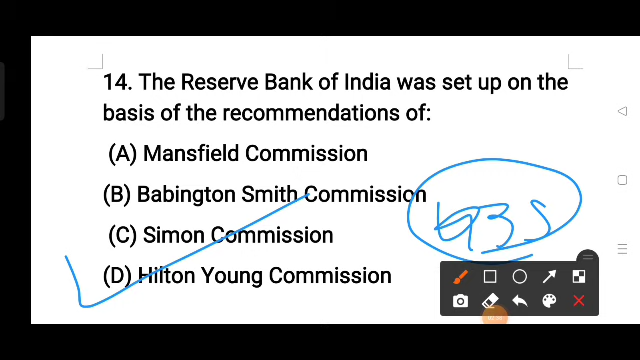 14. The Reserve Bank of India was set up on the
basis of the recommendations of:
(A) Mansfield Commission
(B) Babington Smith Commission
(C) Simon Commission
(D) Hilton Young Commission
1935